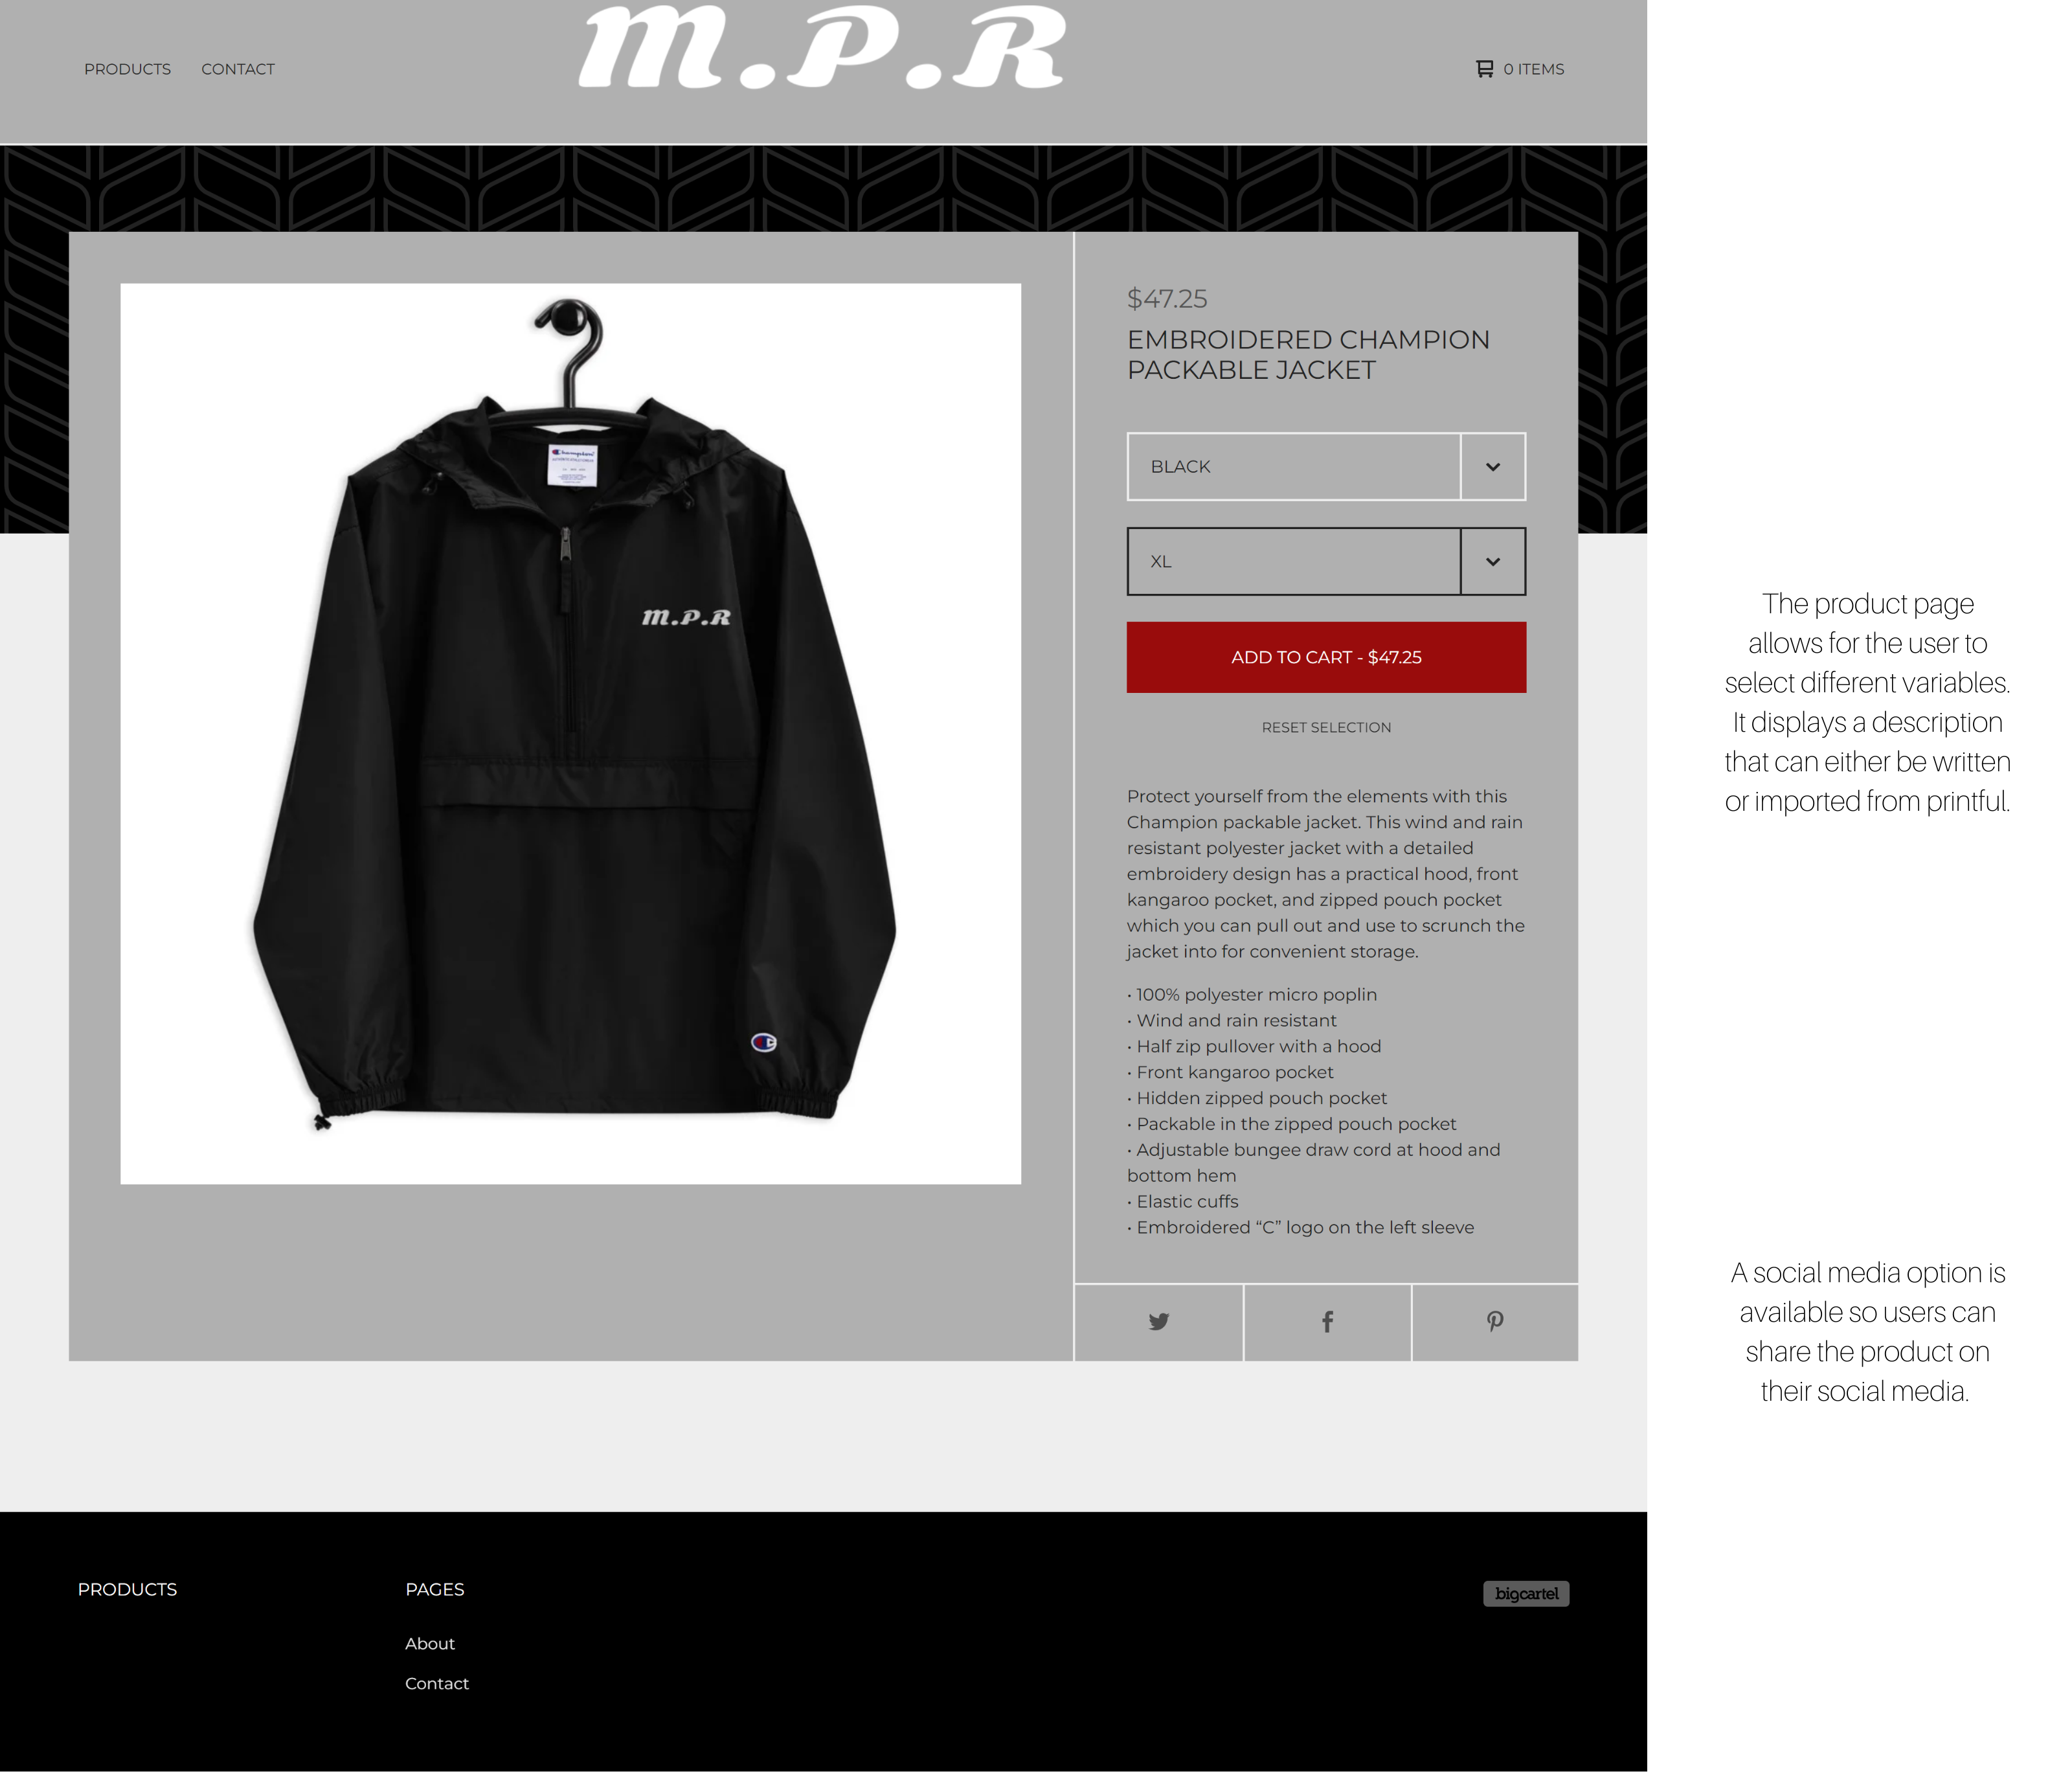 PRODUCTS CONTACT
M.P.R
0 ITEMS
$47.25
EMBROIDERED CHAMPION
PACKABLE JACKET
BLACK
XL
ADD TO CART - $47.25
RESET SELECTION
Champion
M.P.R
Protect yourself from the elements with this
Champion packable jacket. This wind and rain
resistant polyester jacket with a detailed
embroidery design has a practical hood, front
kangaroo pocket, and zipped pouch pocket
which you can pull out and use to scrunch the
jacket into for convenient storage.
• 100% polyester micro poplin
• Wind and rain resistant
• Half zip pullover with a hood
• Front kangaroo pocket
• Hidden zipped pouch pocket
• Packable in the zipped pouch pocket
• Adjustable bungee draw cord at hood and
bottom hem
• Elastic cuffs
• Embroidered “C” logo on the left sleeve
The product page
allows for the user to
select different variables.
It displays a description
that can either be written
or imported from printful.
A social media option is
available so users can
share the product on
their social media.
PRODUCTS
PAGES
About
Contact
bigcartel